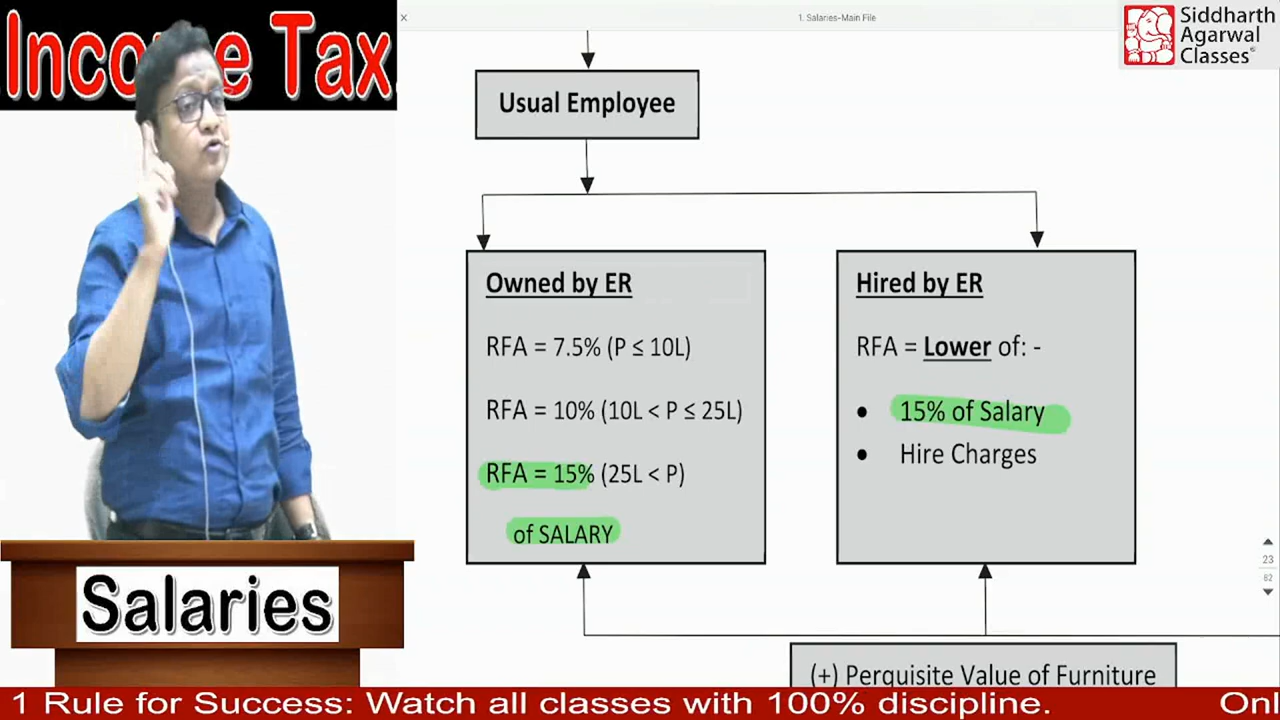 Income Tax
1. Salaries-Main File
Siddharth
Agarwal
Classes
Usual Employee
Owned by ER
RFA = 7.5% (P ≤ 10L)
RFA = 10% (10L < P ≤ 25L)
RFA = 15% (25L < P)
of SALARY
Hired by ER
RFA = Lower of: -
• 15% of Salary
• Hire Charges
23
82
(+) Perquisite Value of Furniture
Salaries
1 Rule for Success: Watch all classes with 100% discipline.